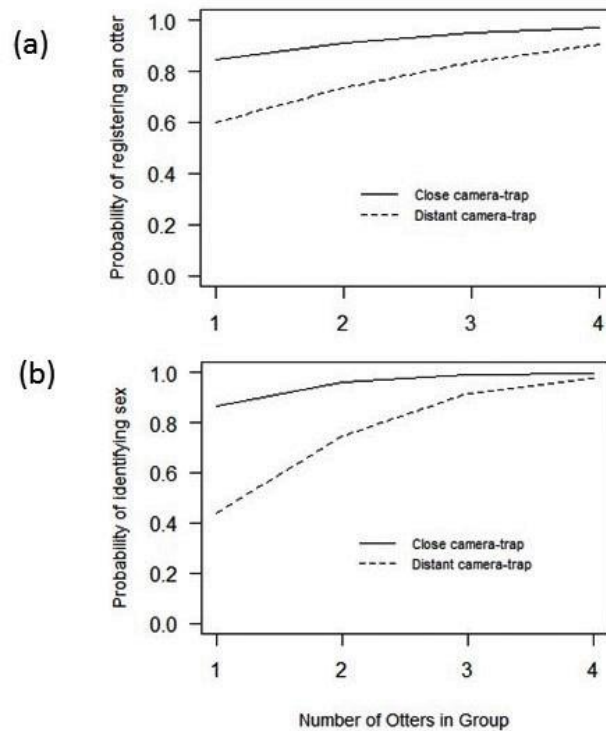 (a)
Probability of registering an otter
1.0
0.8
0.6
0.4
0.2
0.0
Close camera-trap
Distant camera-trap
1 2 3 4
(b)
Probability of identifying sex
1.0
0.8
0.6
0.4
0.2
0.0
Close camera-trap
Distant camera-trap
1 2 3 4
Number of Otters in Group